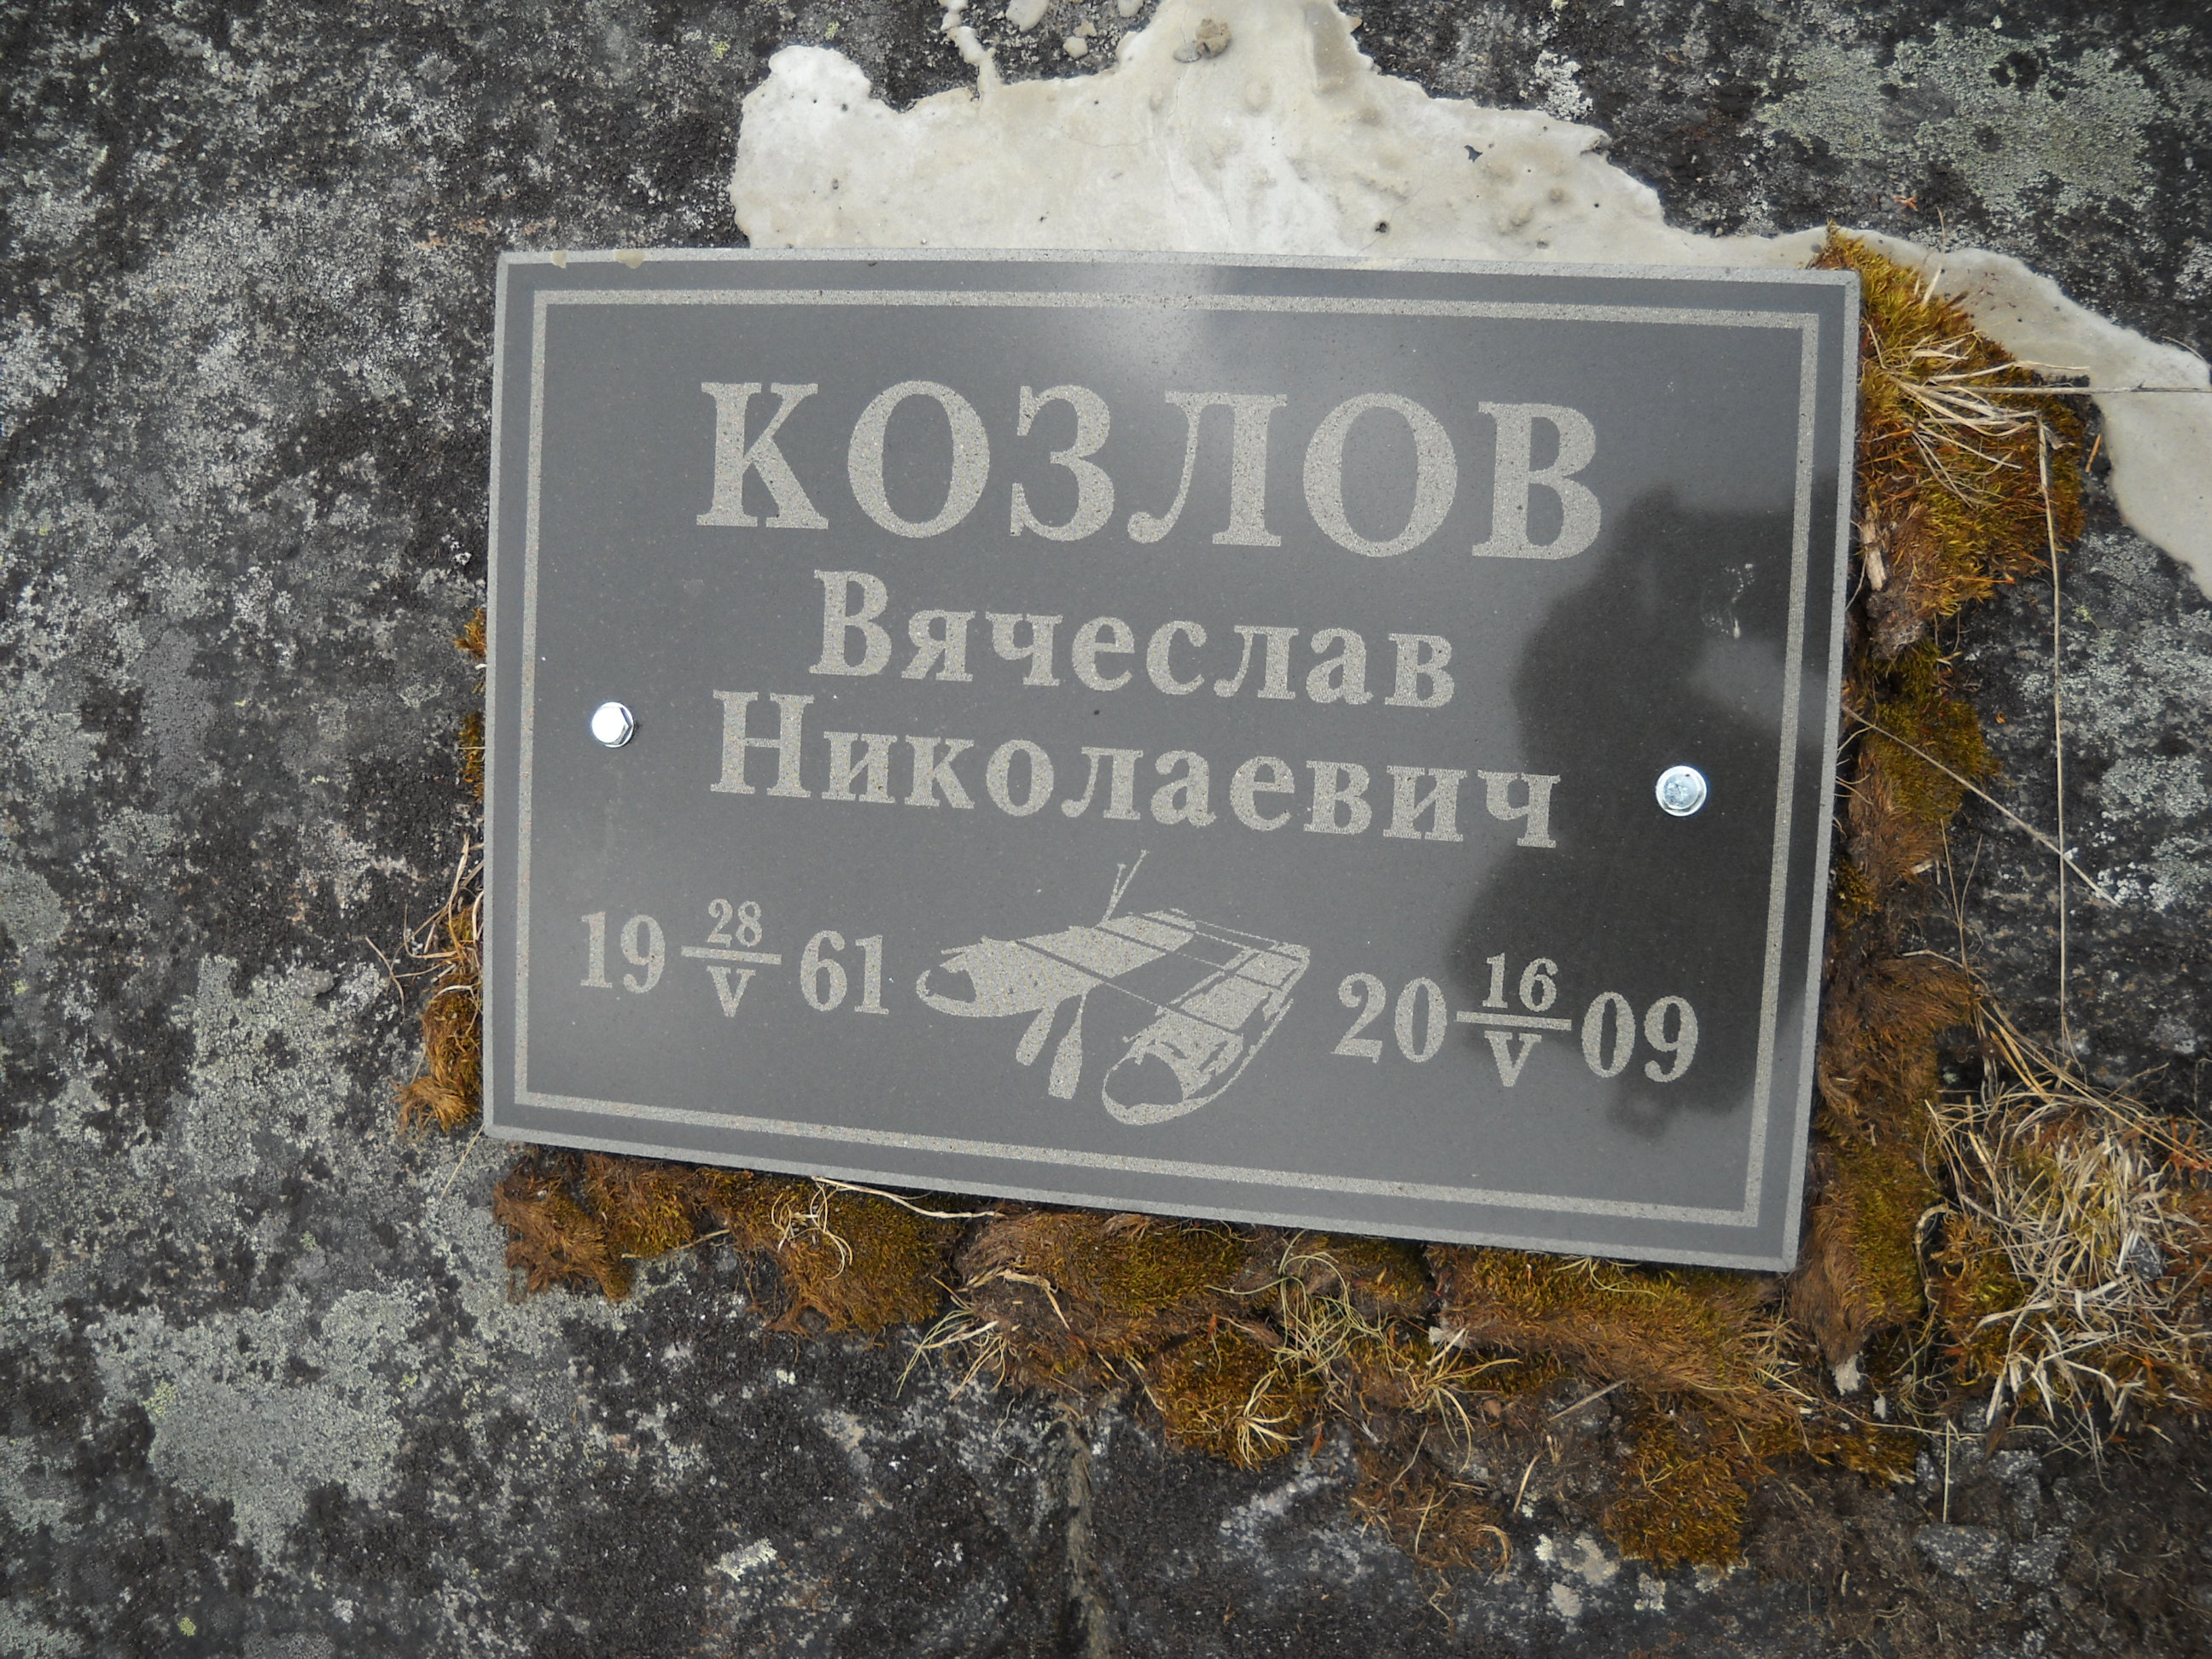 КОЗЛОВ
Вячеслав
Николаевич
19 28/V 61 20 16/V 09